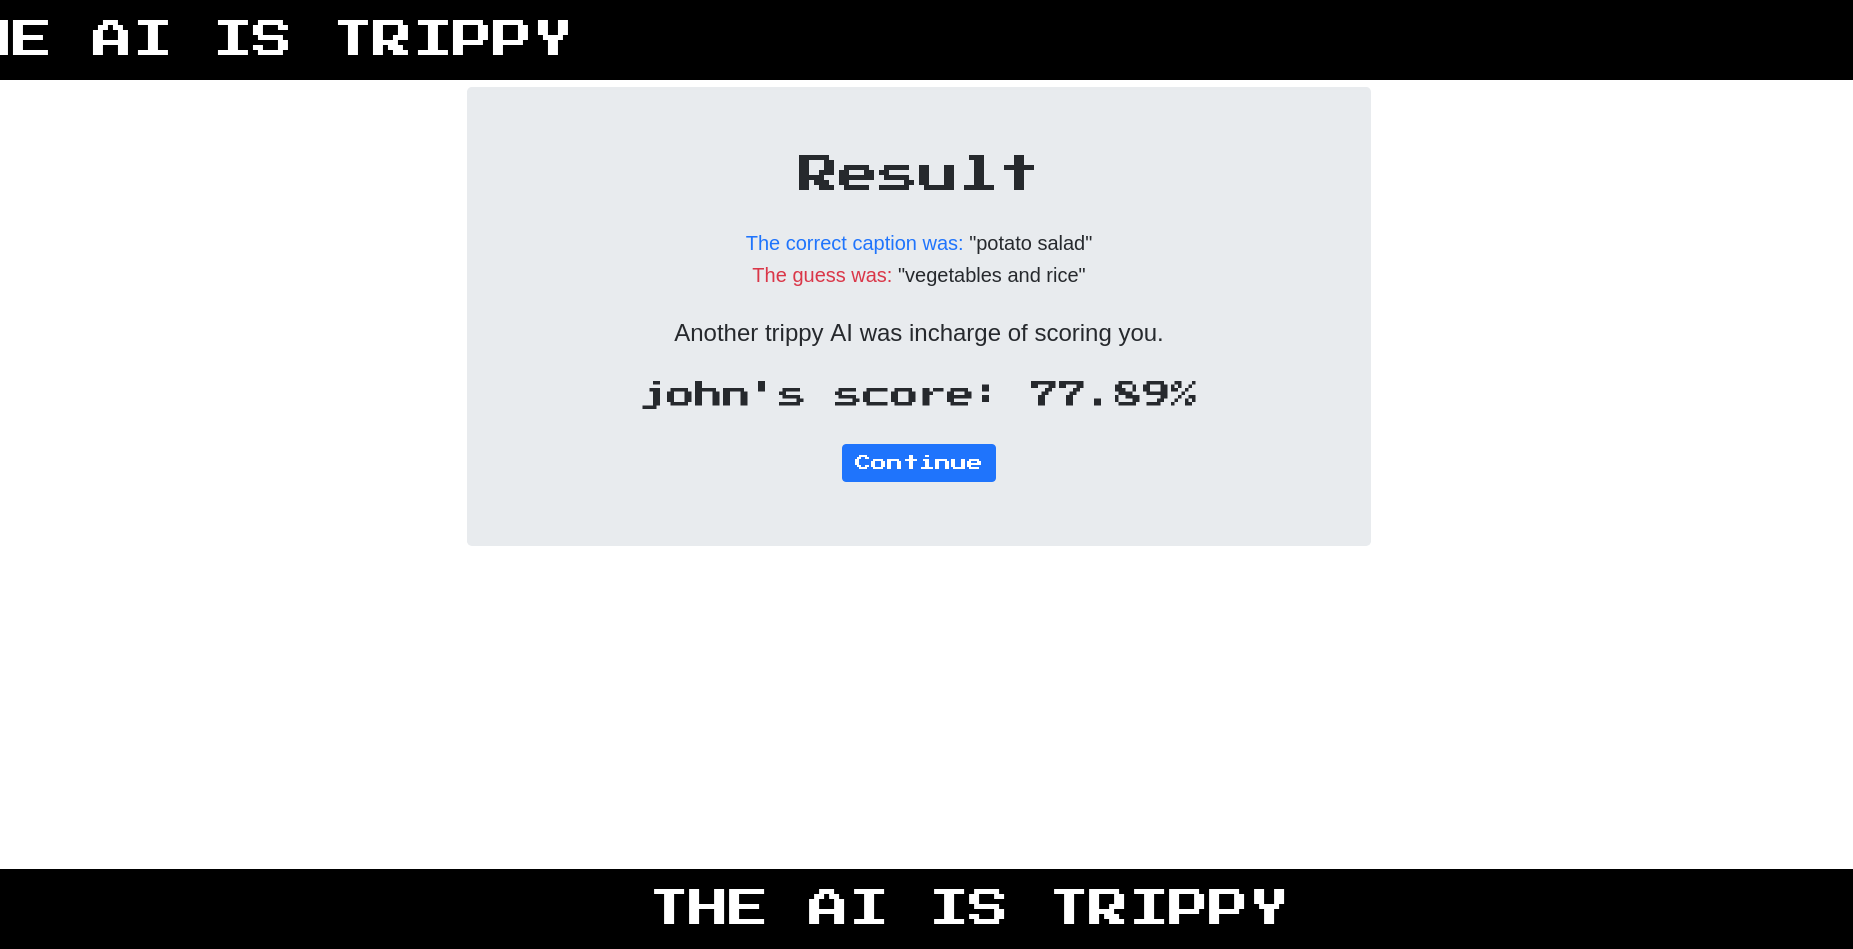 HE AI IS TRIPPY
Result
The correct caption was: "potato salad"
The guess was: "vegetables and rice"
Another trippy AI was incharge of scoring you.
john's score: 77.89%
Continue
THE AI IS TRIPPY